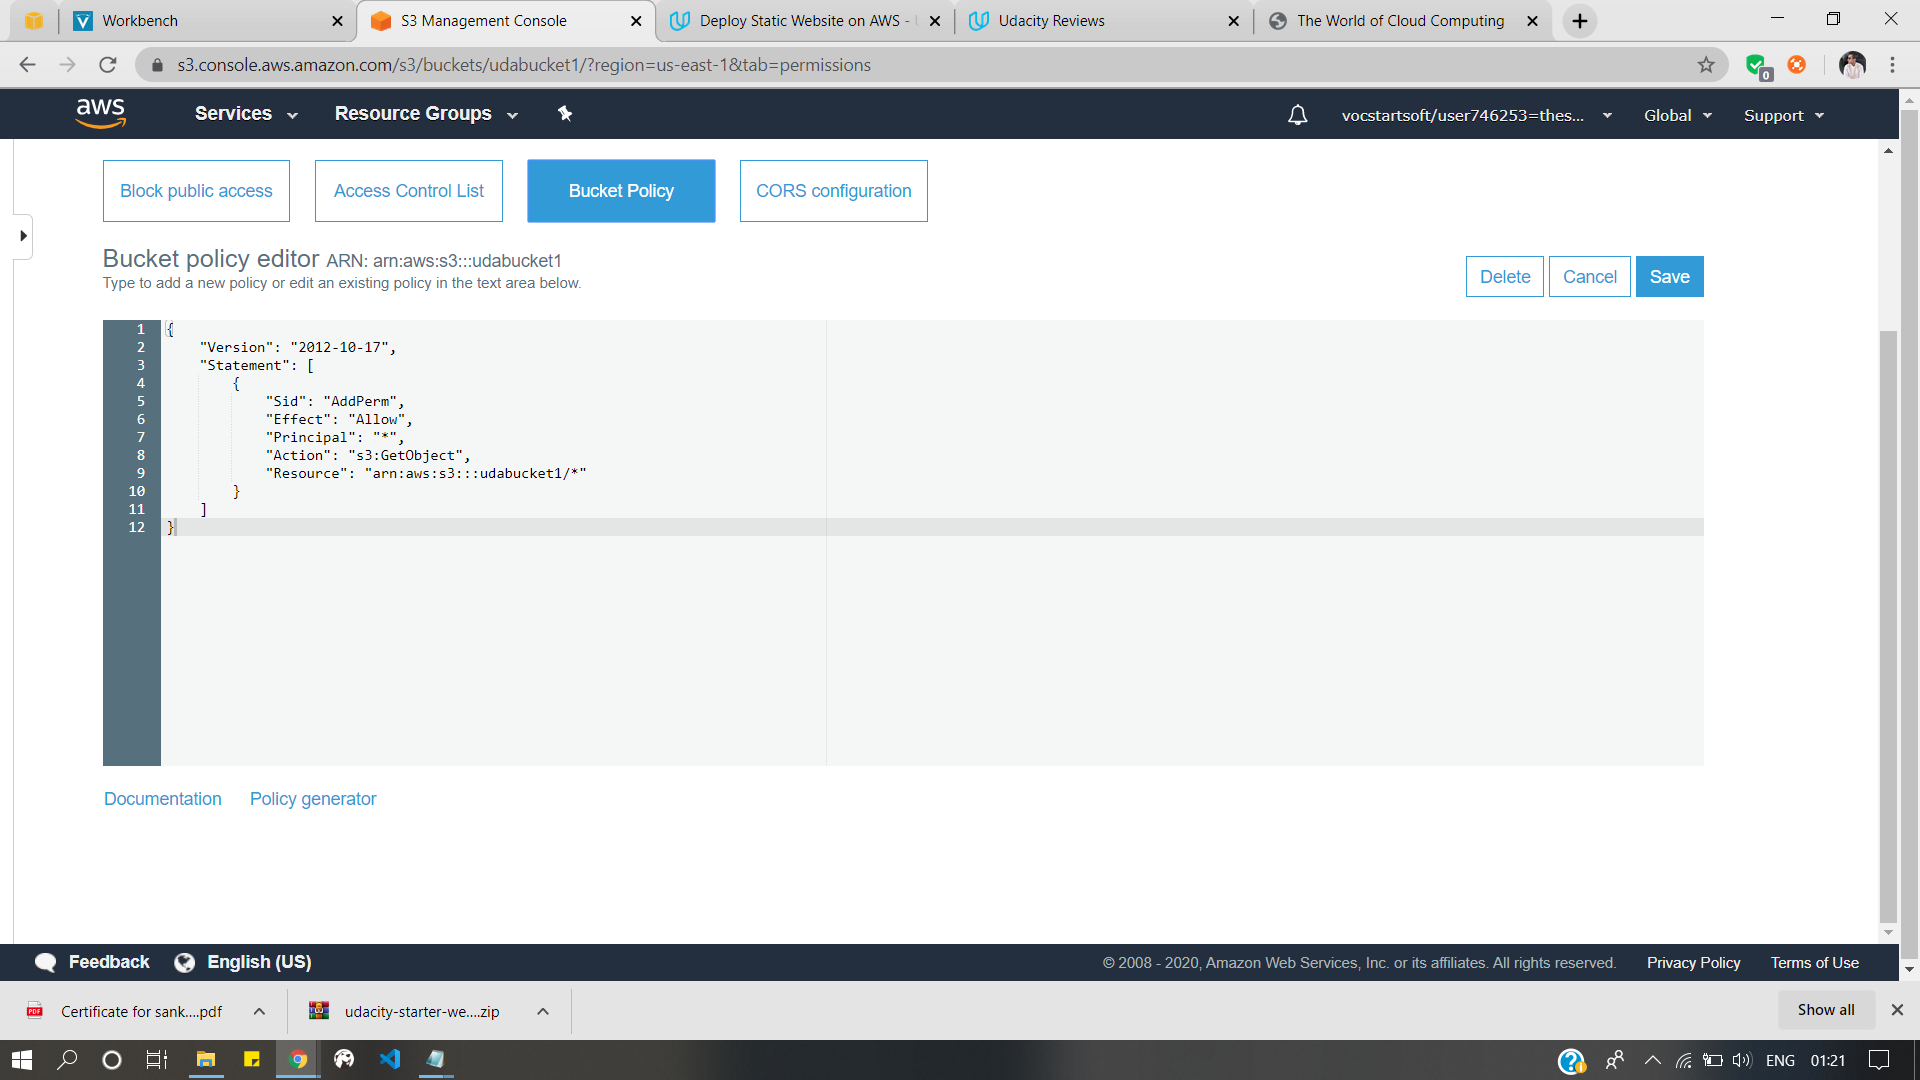 Workbench
S3 Management Console
Deploy Static Website on AWS -
Udacity Reviews
The World of Cloud Computing
s3.console.aws.amazon.com/s3/buckets/udabucket1/?region=us-east-1&tab=permissions
0
aws
Services
Resource Groups
vocstartsoft/user746253=thes...
Global
Support
Block public access
Access Control List
Bucket Policy
CORS configuration
Bucket policy editor ARN: arn:aws:s3:::udabucket1
Type to add a new policy or edit an existing policy in the text area below.
Delete
Cancel
Save
1 {
2 "Version": "2012-10-17",
3 "Statement": [
4 {
5 "Sid": "AddPerm",
6 "Effect": "Allow",
7 "Principal": "*",
8 "Action": "s3:GetObject",
9 "Resource": "arn:aws:s3:::udabucket1/*"
10 }
11 ]
12 }
Documentation
Policy generator
Feedback
English (US)
© 2008 - 2020, Amazon Web Services, Inc. or its affiliates. All rights reserved.
Privacy Policy
Terms of Use
PDF
Certificate for sank....pdf
udacity-starter-we....zip
Show all
ENG
01:21